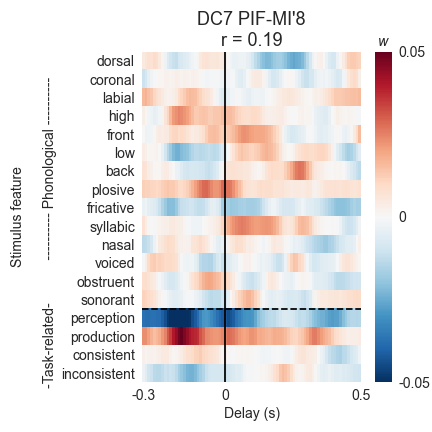 DC7 PIF-MI'8
r = 0.19
w
dorsal
coronal
labial
high
front
low
back
plosive
fricative
syllabic
nasal
voiced
obstruent
sonorant
perception
production
consistent
inconsistent
Stimulus feature
---------- Phonological ----------
-Task-related-
-0.3
0
0.5
Delay (s)
0.05
0
-0.05